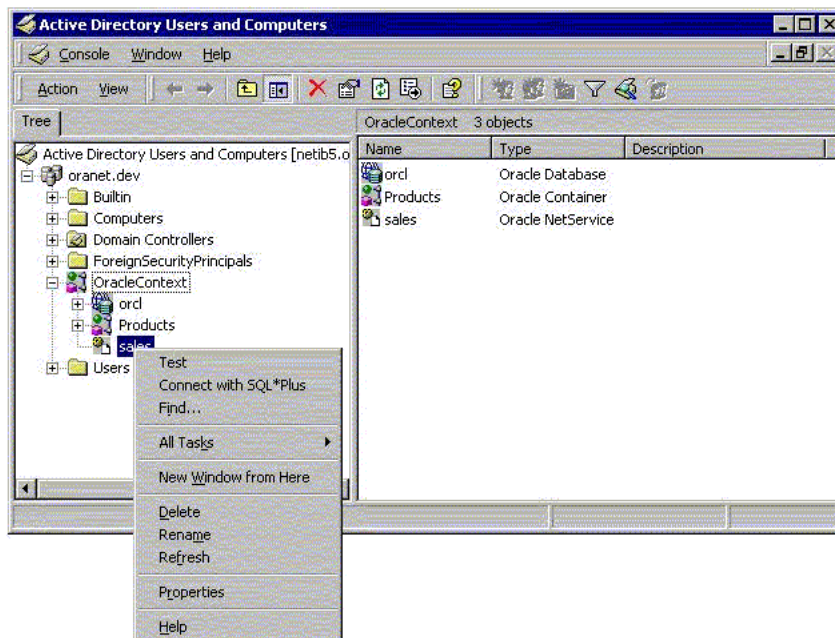 Active Directory Users and Computers
Console Window Help
Action View
Tree
OracleContext 3 objects
Active Directory Users and Computers [netib5.o
oranet.dev
Builtin
Computers
Domain Controllers
ForeignSecurityPrincipals
OracleContext
orcl
Products
sales
Users
Name Type Description
orcl Oracle Database
Products Oracle Container
sales Oracle NetService
Test
Connect with SQL*Plus
Find...
All Tasks
New Window from Here
Delete
Rename
Refresh
Properties
Help